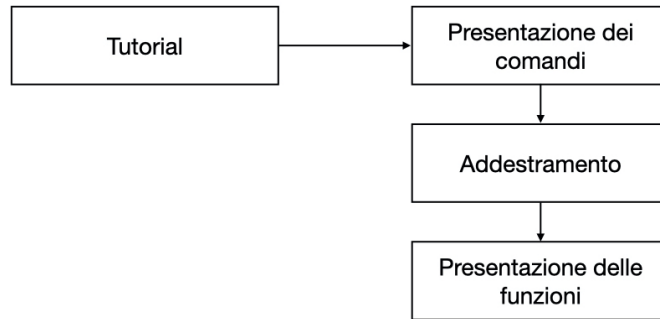 Tutorial
Presentazione dei
comandi
Addestramento
Presentazione delle
funzioni